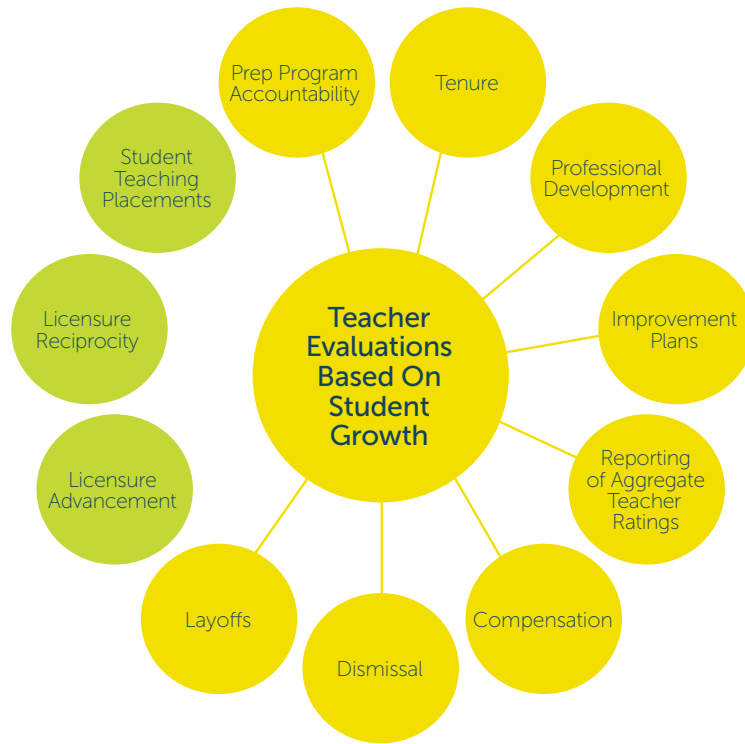 Prep Program
Accountability
Tenure
Student
Teaching
Placements
Professional
Development
Licensure
Reciprocity
Teacher
Evaluations
Based On
Student
Growth
Improvement
Plans
Licensure
Advancement
Reporting
of Aggregate
Teacher
Ratings
Layoffs
Compensation
Dismissal